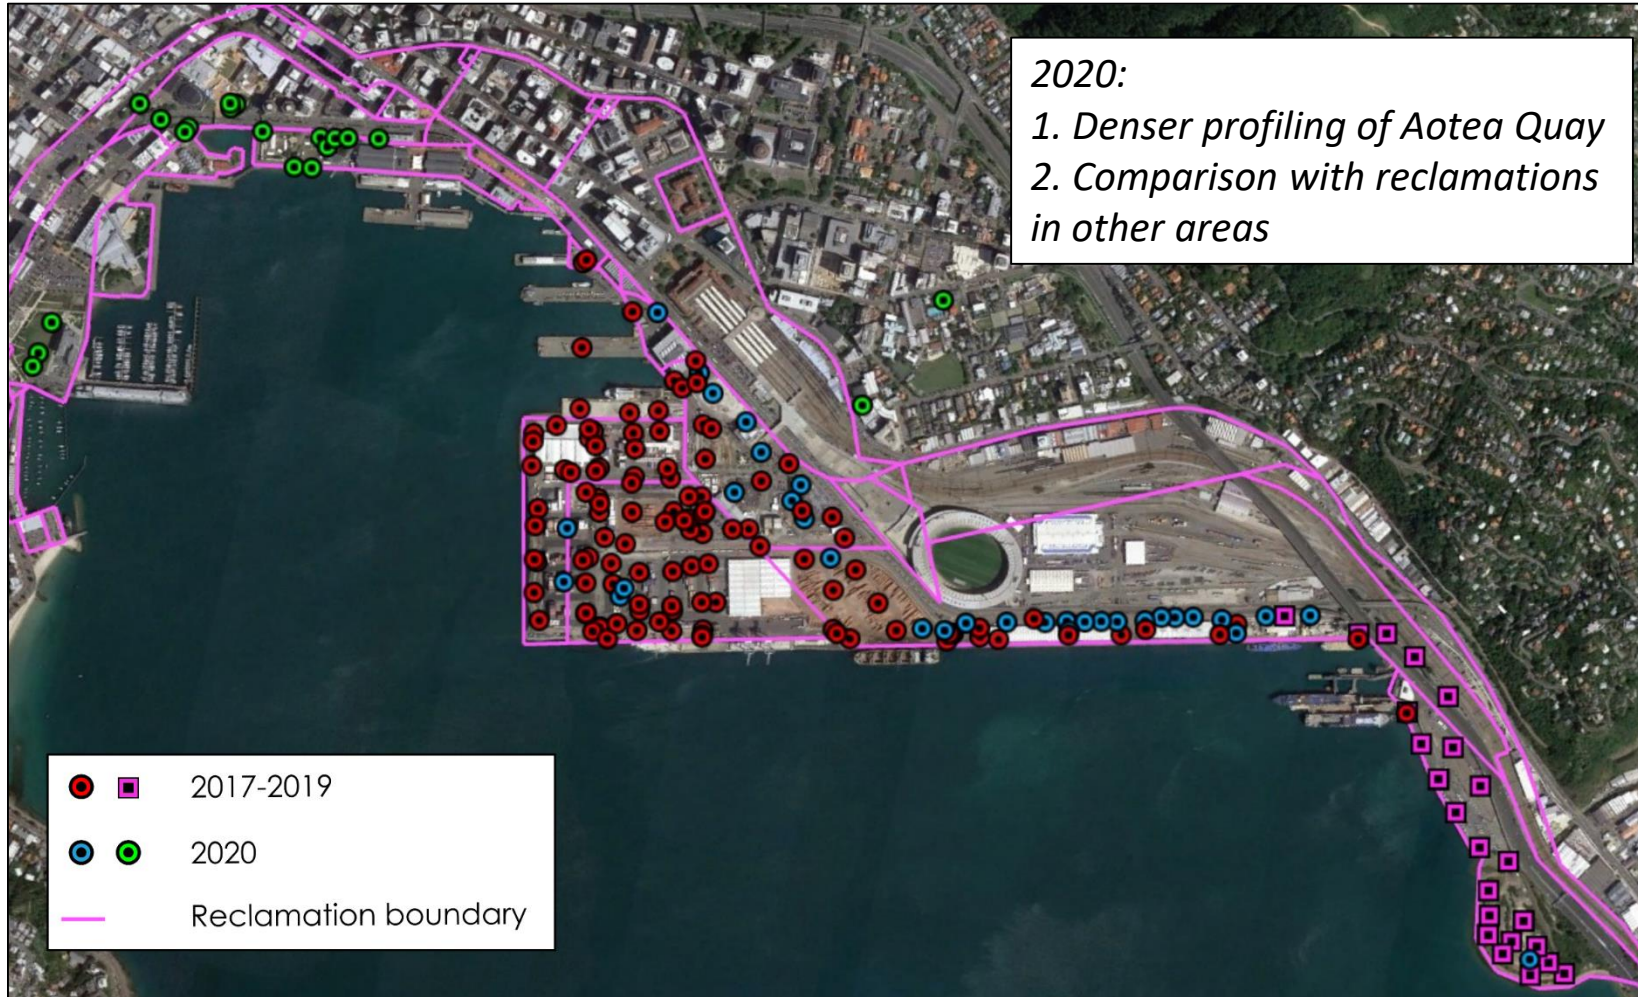 2020:
1. Denser profiling of Aotea Quay
2. Comparison with reclamations
in other areas
2017-2019
2020
Reclamation boundary